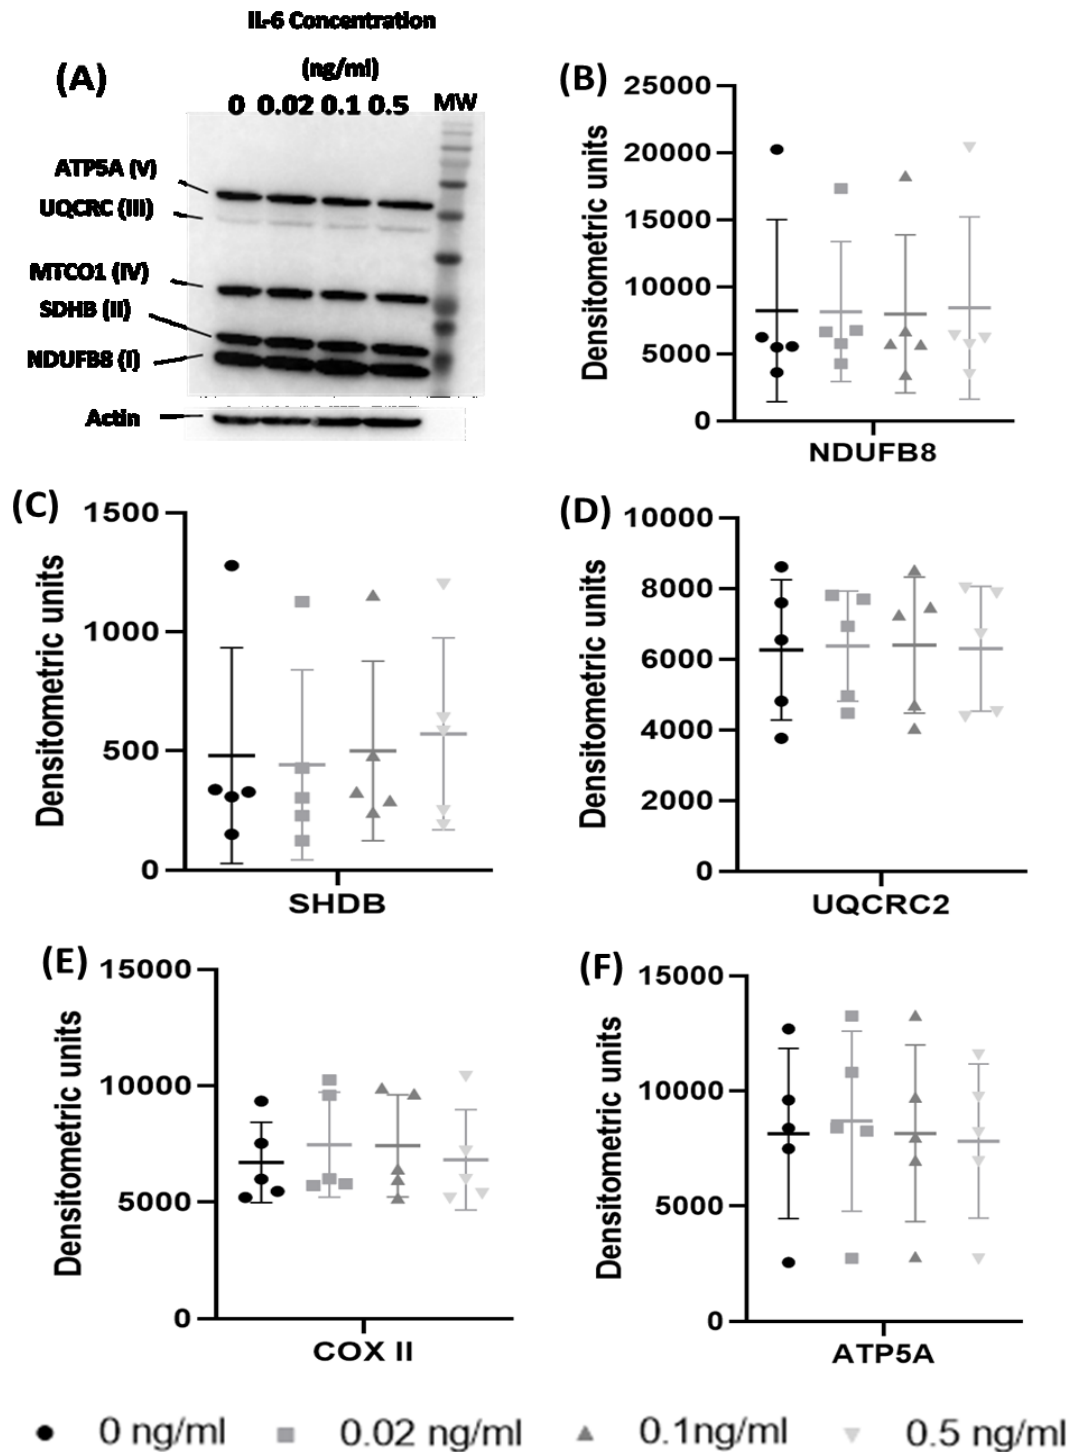 IL-6 Concentration
(ng/ml)
(A)
0 0.02 0.1 0.5 MW
ATP5A (V)
UQCRC (III)
MTCO1 (IV)
SDHB (II)
NDUFB8 (I)
Actin
(B)
Densitometric units
25000
20000
15000
10000
5000
0
NDUFB8
(C)
Densitometric units
1500
1000
500
0
SHDB
(D)
Densitometric units
10000
8000
6000
4000
2000
0
UQCRC2
(E)
Densitometric units
15000
10000
5000
0
COX II
(F)
Densitometric units
15000
10000
5000
0
ATP5A
0 ng/ml 0.02 ng/ml 0.1ng/ml 0.5 ng/ml